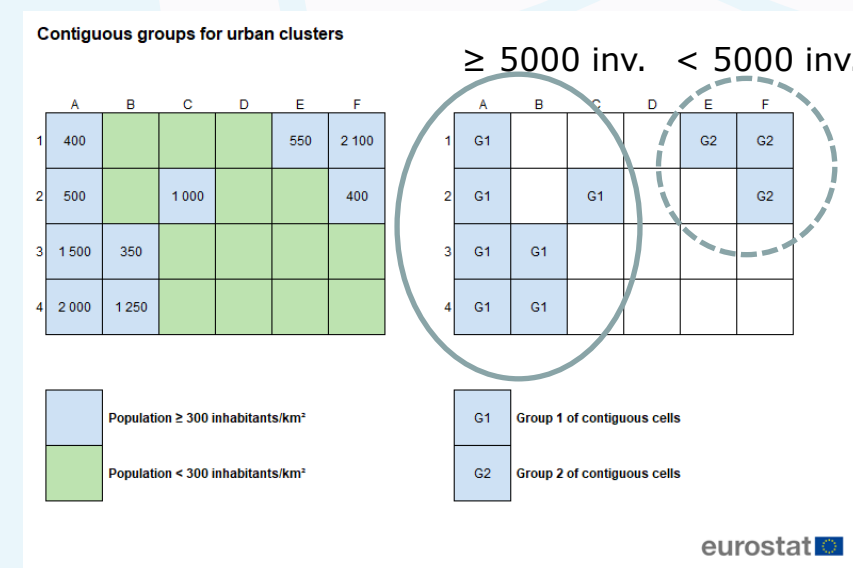 Contiguous groups for urban clusters
≥ 5000 inv. < 5000 inv.
A B C D E F
1 400 550 2 100
2 500 1 000 400
3 1 500 350
4 2 000 1 250
A B C D E F
1 G1 G2 G2
2 G1 G1 G2
3 G1 G1
4 G1 G1
Population ≥ 300 inhabitants/km²
Population < 300 inhabitants/km²
G1 Group 1 of contiguous cells
G2 Group 2 of contiguous cells
eurostat